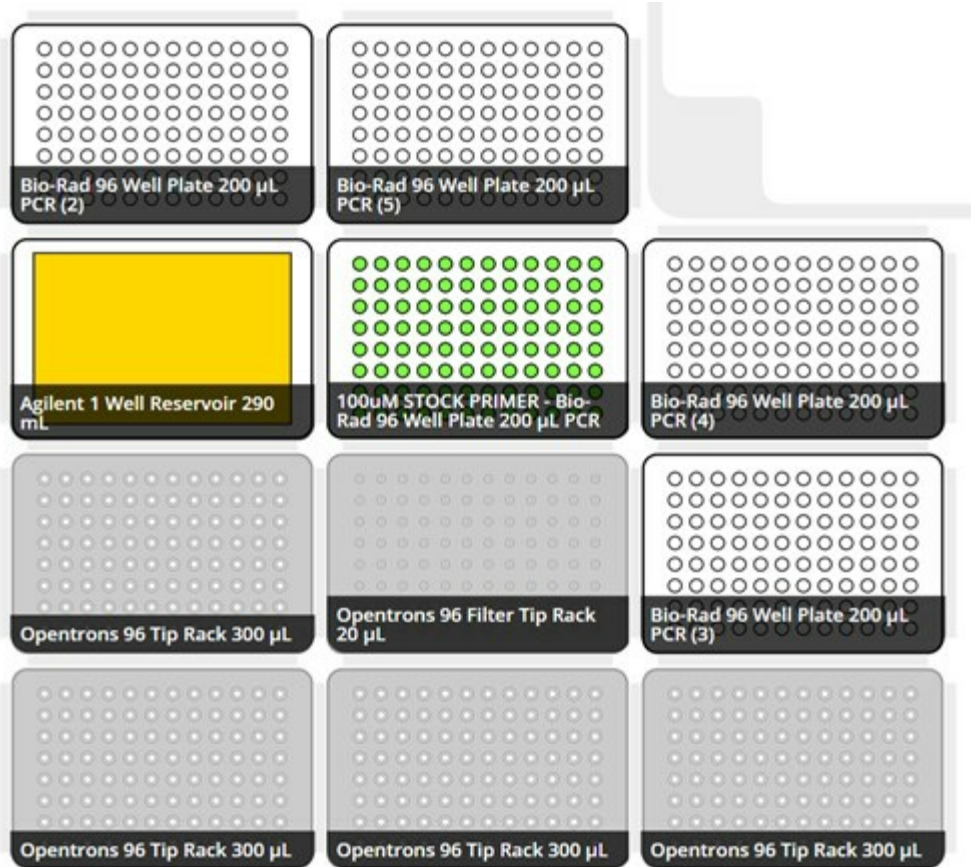 Bio-Rad 96 Well Plate 200 µL
PCR (2)
Bio-Rad 96 Well Plate 200 µL
PCR (5)
Agilent 1 Well Reservoir 290
mL
100uM STOCK PRIMER - Bio-
Rad 96 Well Plate 200 µL PCR
Bio-Rad 96 Well Plate 200 µL
PCR (4)
Opentrons 96 Tip Rack 300 µL
Opentrons 96 Filter Tip Rack
20 µL
Bio-Rad 96 Well Plate 200 µL
PCR (3)
Opentrons 96 Tip Rack 300 µL
Opentrons 96 Tip Rack 300 µL
Opentrons 96 Tip Rack 300 µL